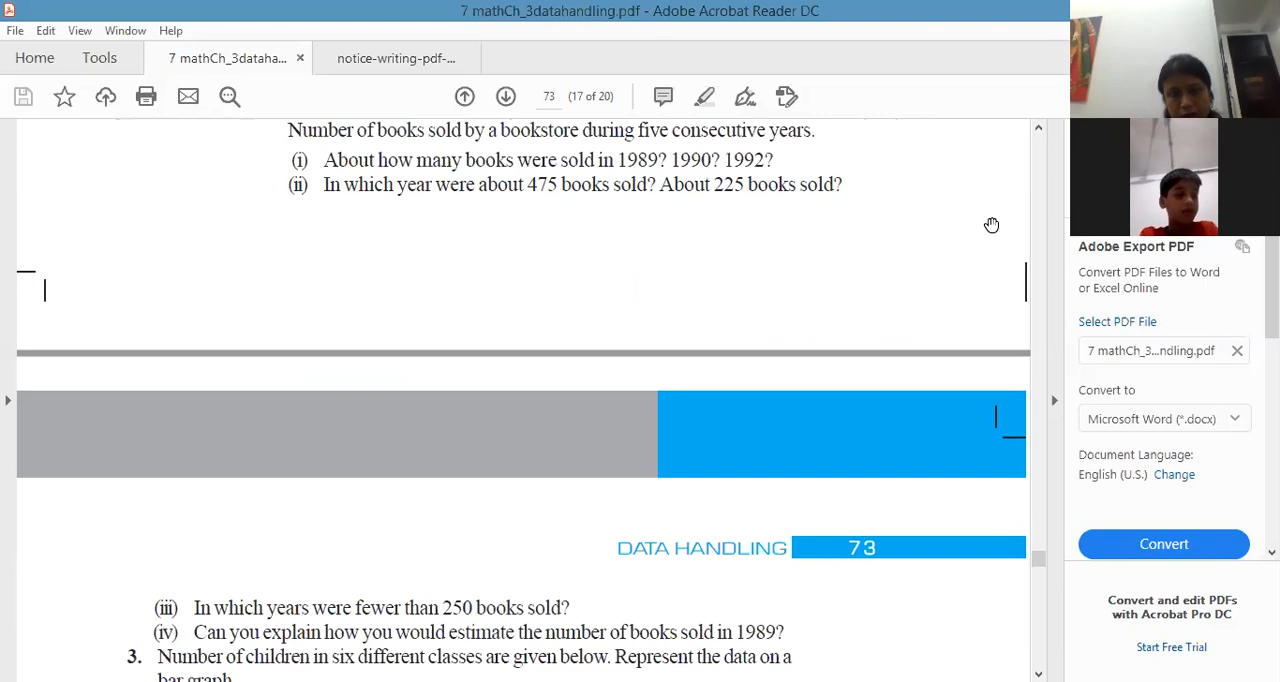 7 mathCh_3datahandling.pdf - Adobe Acrobat Reader DC
File Edit View Window Help
Home Tools 7 mathCh_3dataha... × notice-writing-pdf-...
73 (17 of 20)
Number of books sold by a bookstore during five consecutive years.
(i) About how many books were sold in 1989? 1990? 1992?
(ii) In which year were about 475 books sold? About 225 books sold?
DATA HANDLING 73
(iii) In which years were fewer than 250 books sold?
(iv) Can you explain how you would estimate the number of books sold in 1989?
3. Number of children in six different classes are given below. Represent the data on a
bar graph.
Adobe Export PDF
Convert PDF Files to Word
or Excel Online
Select PDF File
7 mathCh_3...ndling.pdf
Convert to
Microsoft Word (*.docx)
Document Language:
English (U.S.) Change
Convert
Convert and edit PDFs
with Acrobat Pro DC
Start Free Trial